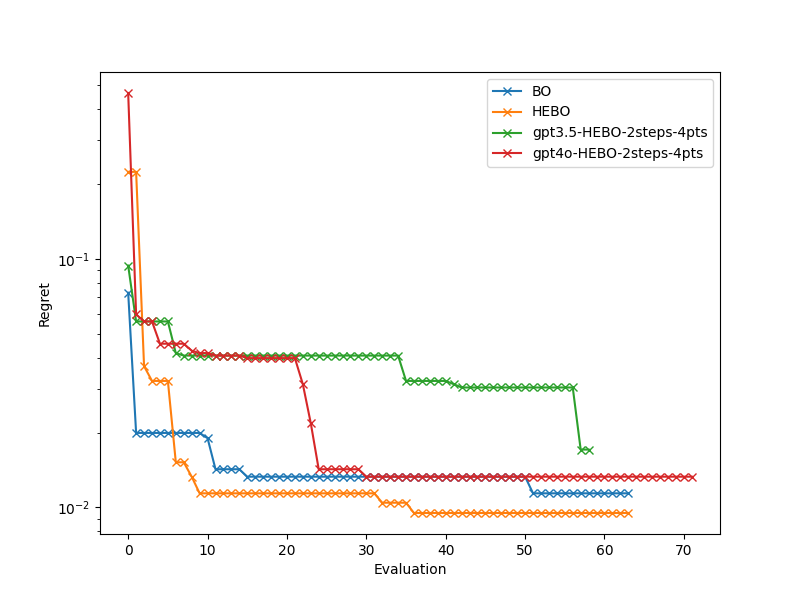 BO
HEBO
gpt3.5-HEBO-2steps-4pts
gpt4o-HEBO-2steps-4pts
10⁻¹
10⁻²
Regret
0 10 20 30 40 50 60 70
Evaluation